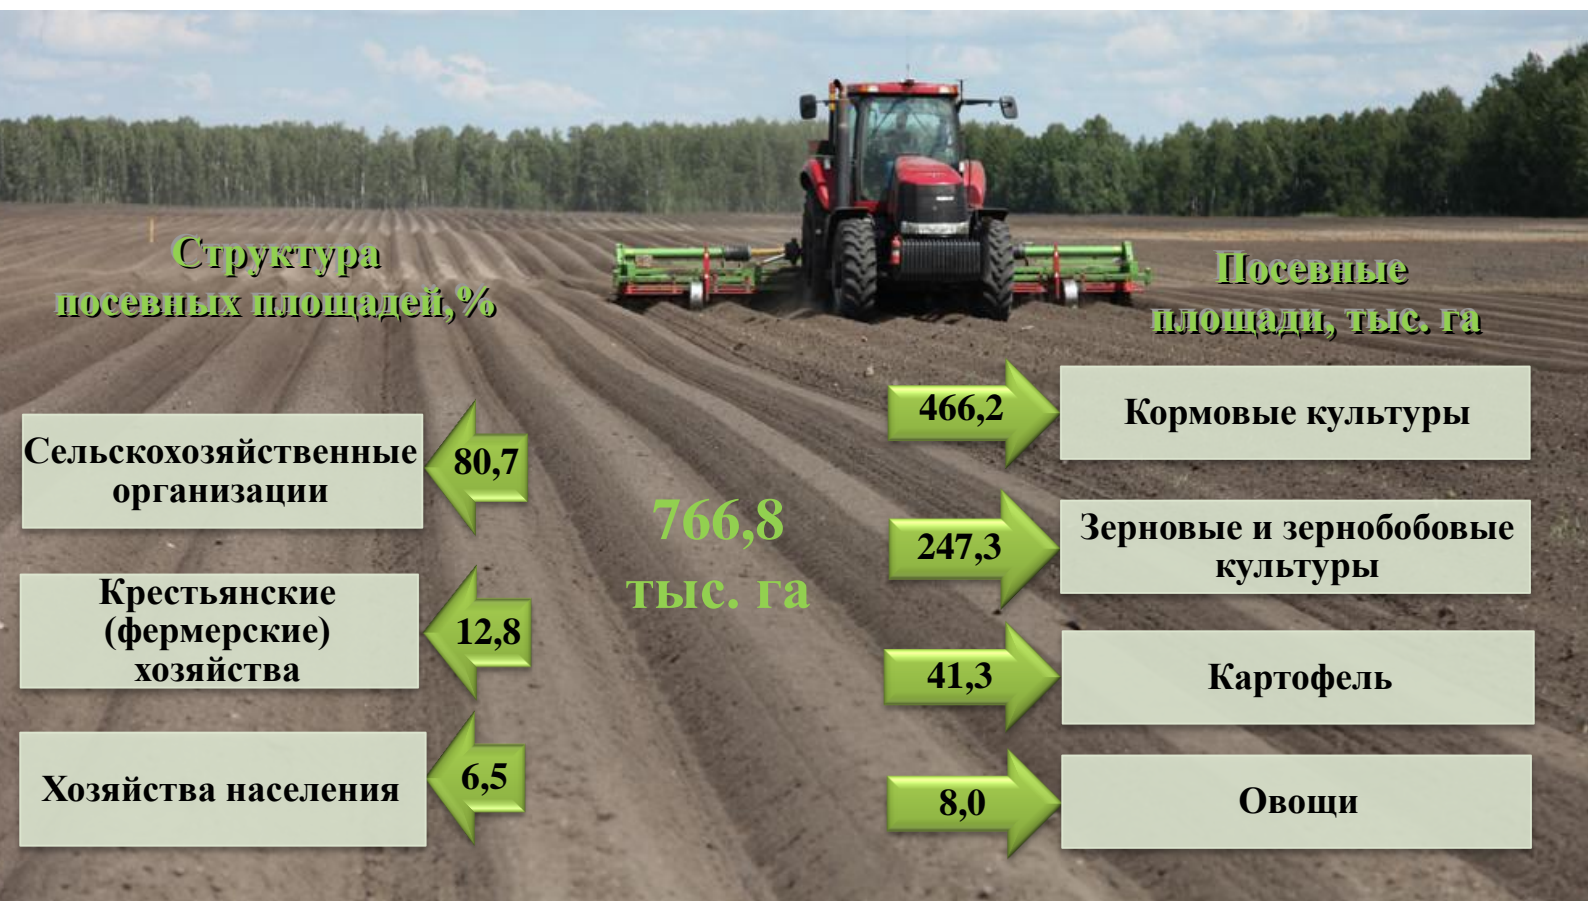 Структура
посевных площадей,%
Сельскохозяйственные
организации
80,7
Крестьянские
(фермерские)
хозяйства
12,8
Хозяйства населения
6,5
766,8
тыс. га
Посевные
площади, тыс. га
466,2
Кормовые культуры
247,3
Зерновые и зернобобовые
культуры
41,3
Картофель
8,0
Овощи